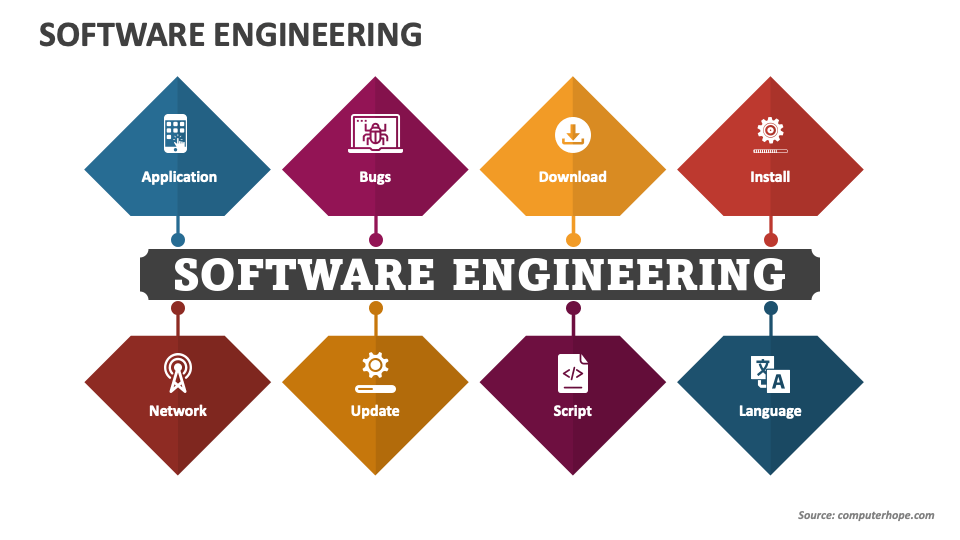 SOFTWARE ENGINEERING
Application
Bugs
Download
Install
SOFTWARE ENGINEERING
Network
Update
Script
Language
Source: computerhope.com